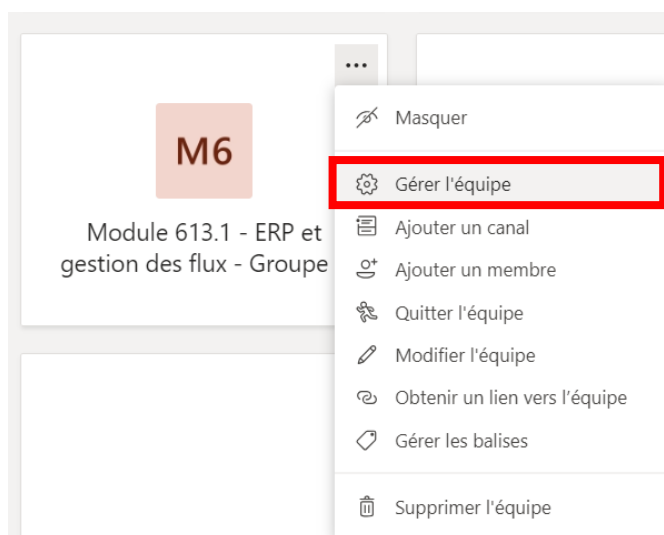 ...
M6
Module 613.1 - ERP et
gestion des flux - Groupe
Masquer
Gérer l'équipe
Ajouter un canal
Ajouter un membre
Quitter l'équipe
Modifier l'équipe
Obtenir un lien vers l’équipe
Gérer les balises
Supprimer l'équipe